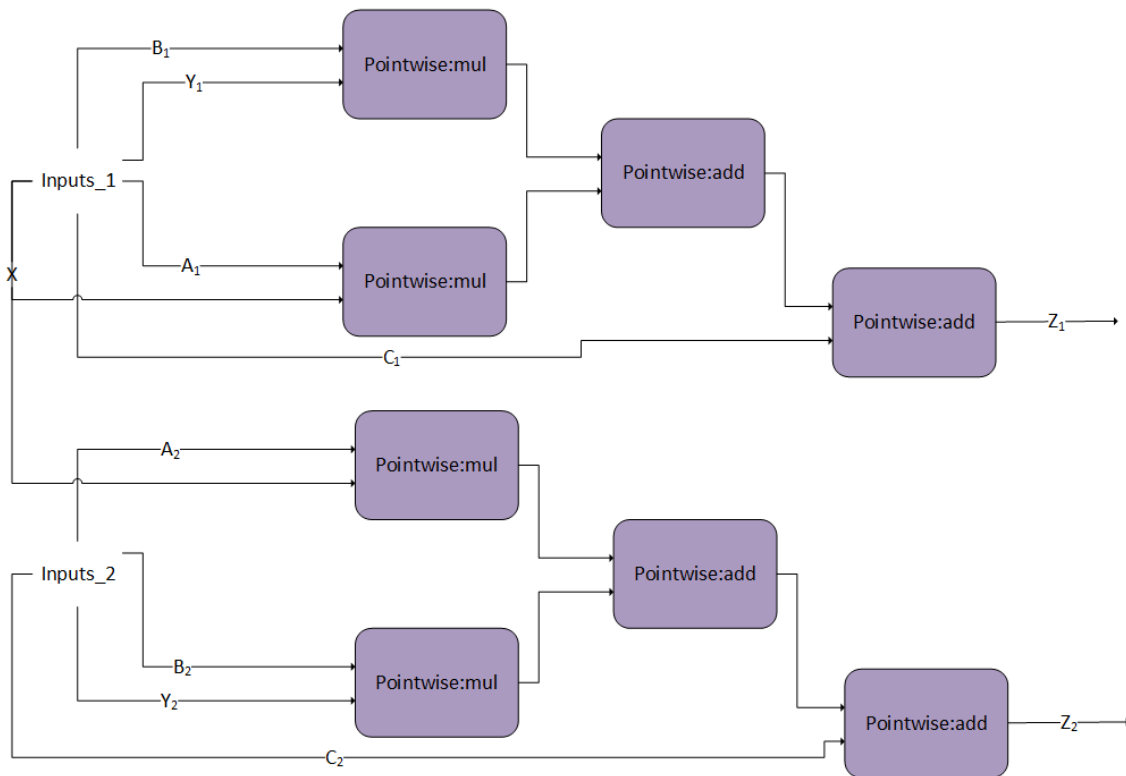 B₁
Pointwise:mul
Y₁
Pointwise:add
Inputs_1
A₁
X
Pointwise:mul
Pointwise:add
Z₁
C₁
A₂
Pointwise:mul
Pointwise:add
Inputs_2
B₂
Pointwise:mul
Y₂
Pointwise:add
Z₂
C₂